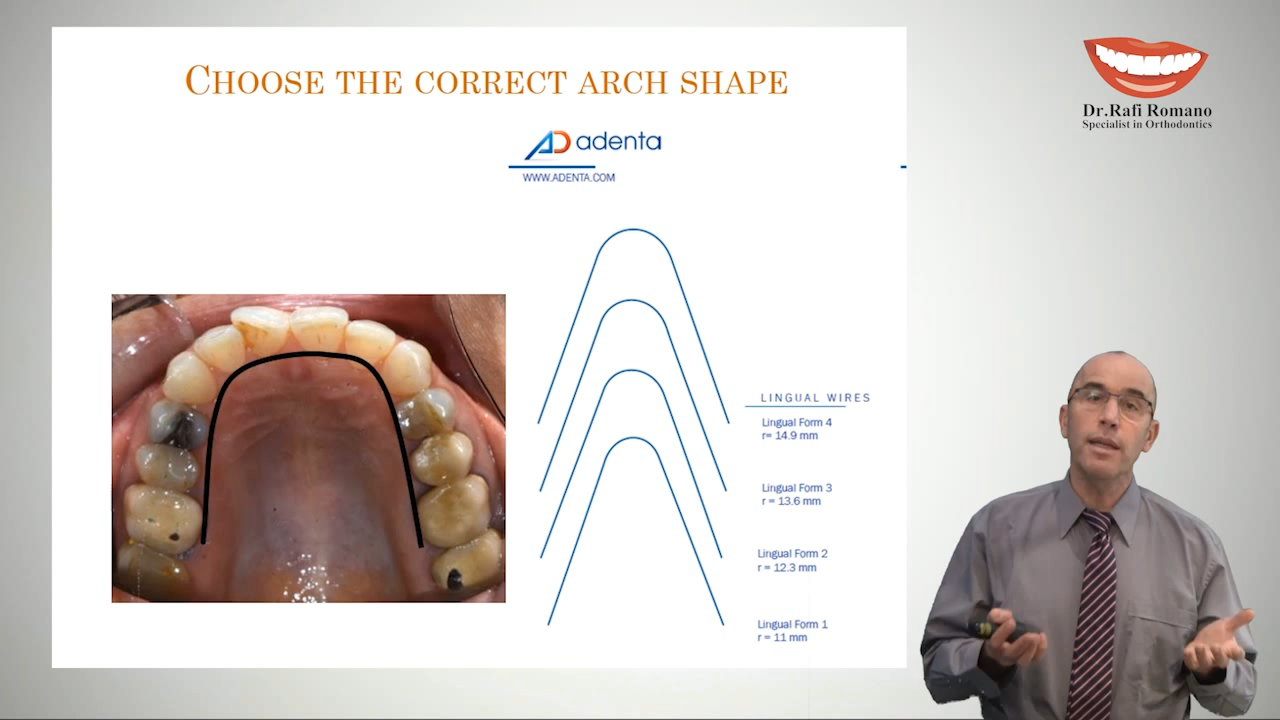 CHOOSE THE CORRECT ARCH SHAPE
AD adenta
WWW.ADENTA.COM
LINGUAL WIRES
Lingual Form 4
r= 14.9 mm
Lingual Form 3
r = 13.6 mm
Lingual Form 2
r = 12.3 mm
Lingual Form 1
r = 11 mm
Dr.Rafi Romano
Specialist in Orthodontics